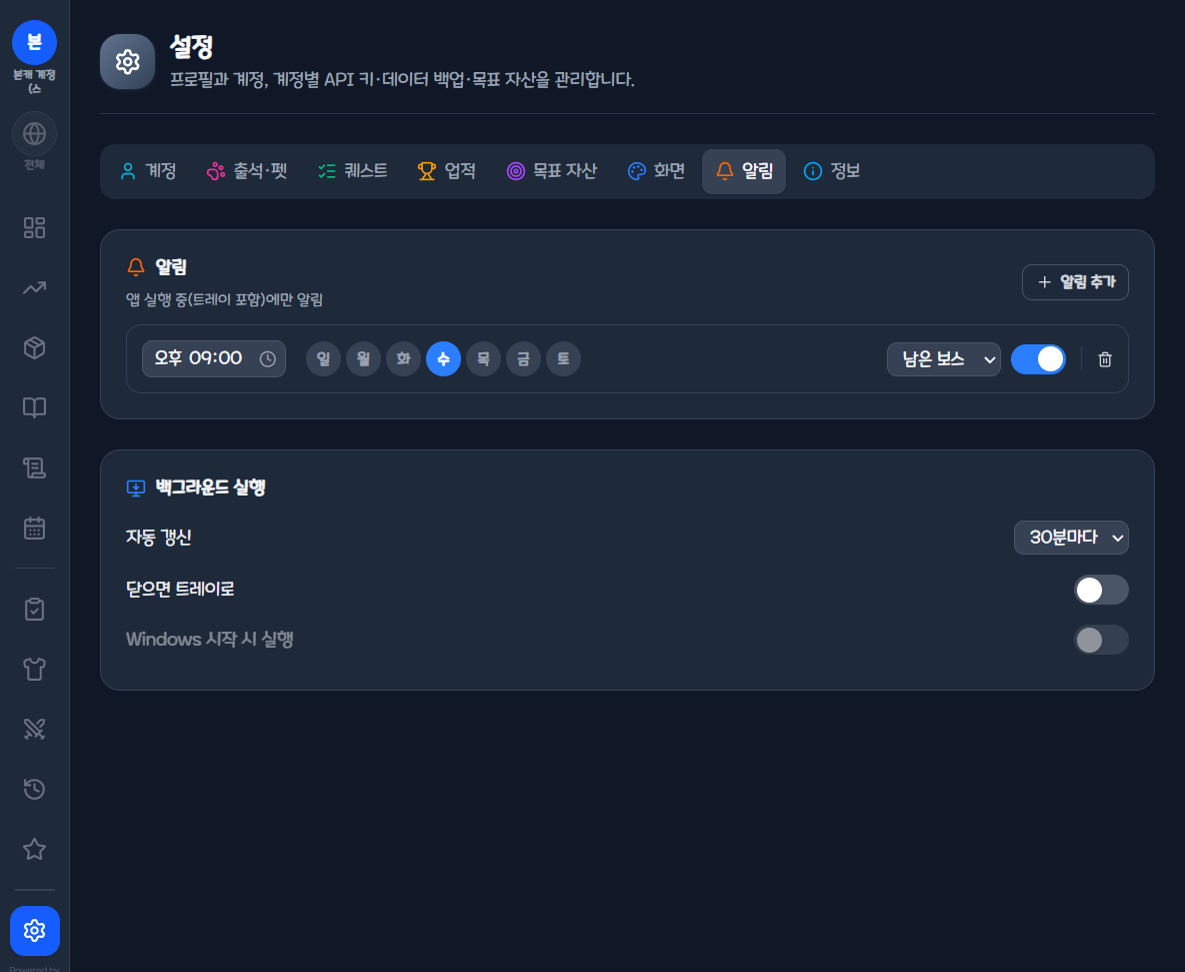 본
본캐 계정
(스
전체
설정
프로필과 계정, 계정별 API 키·데이터 백업·목표 자산을 관리합니다.
계정 출석·펫 퀘스트 업적 목표 자산 화면 알림 정보
알림
앱 실행 중(트레이 포함)에만 알림
알림 추가
오후 09:00 일 월 화 수 목 금 토 남은 보스
백그라운드 실행
자동 갱신 30분마다
닫으면 트레이로
Windows 시작 시 실행
Powered by